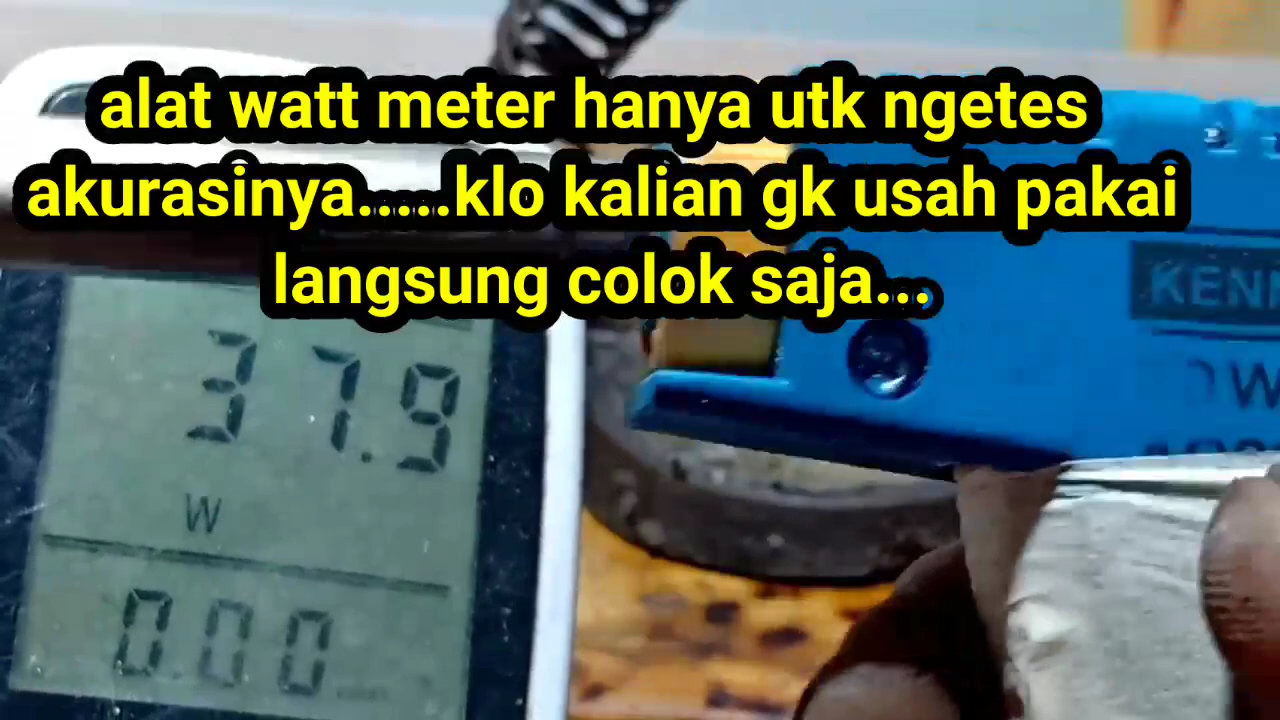 alat watt meter hanya utk ngetes
akurasinya.....klo kalian gk usah pakai
langsung colok saja...
37.9
W
0.00